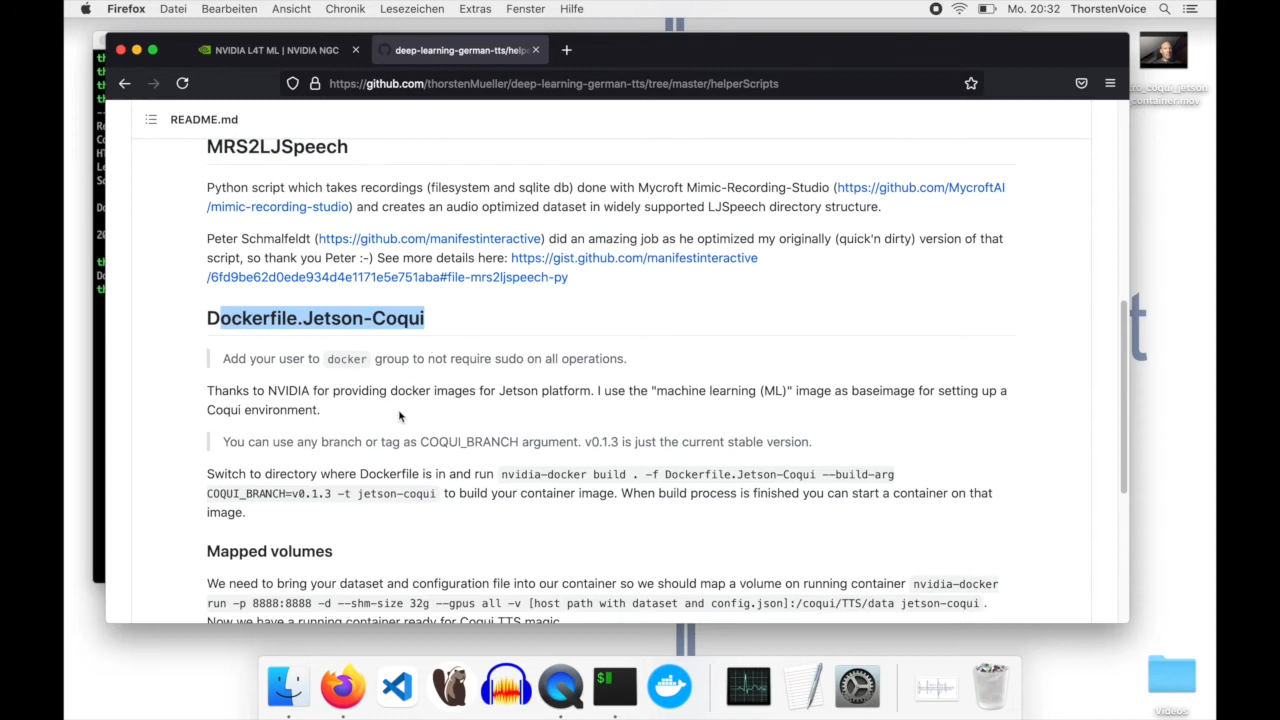 Firefox Datei Bearbeiten Ansicht Chronik Lesezeichen Extras Fenster Hilfe Mo. 20:32 ThorstenVoice
NVIDIA L4T ML | NVIDIA NGC deep-learning-german-tts/help
https://github.com/thorstenMueller/deep-learning-german-tts/tree/master/helperScripts
ro_coqui_jetson
container.mov
README.md
MRS2LJSpeech
Python script which takes recordings (filesystem and sqlite db) done with Mycroft Mimic-Recording-Studio (https://github.com/MycroftAI
/mimic-recording-studio) and creates an audio optimized dataset in widely supported LJSpeech directory structure.
Peter Schmalfeldt (https://github.com/manifestinteractive) did an amazing job as he optimized my originally (quick'n dirty) version of that
script, so thank you Peter :-) See more details here: https://gist.github.com/manifestinteractive
/6fd9be62d0ede934d4e1171e5e751aba#file-mrs2ljspeech-py
Dockerfile.Jetson-Coqui
Add your user to docker group to not require sudo on all operations.
Thanks to NVIDIA for providing docker images for Jetson platform. I use the "machine learning (ML)" image as baseimage for setting up a
Coqui environment.
You can use any branch or tag as COQUI_BRANCH argument. v0.1.3 is just the current stable version.
Switch to directory where Dockerfile is in and run nvidia-docker build . -f Dockerfile.Jetson-Coqui --build-arg
COQUI_BRANCH=v0.1.3 -t jetson-coqui to build your container image. When build process is finished you can start a container on that
image.
Mapped volumes
We need to bring your dataset and configuration file into our container so we should map a volume on running container nvidia-docker
run -p 8888:8888 -d --shm-size 32g --gpus all -v [host path with dataset and config.json]:/coqui/TTS/data jetson-coqui .
Now we have a running container ready for Coqui TTS magic
t
Videos